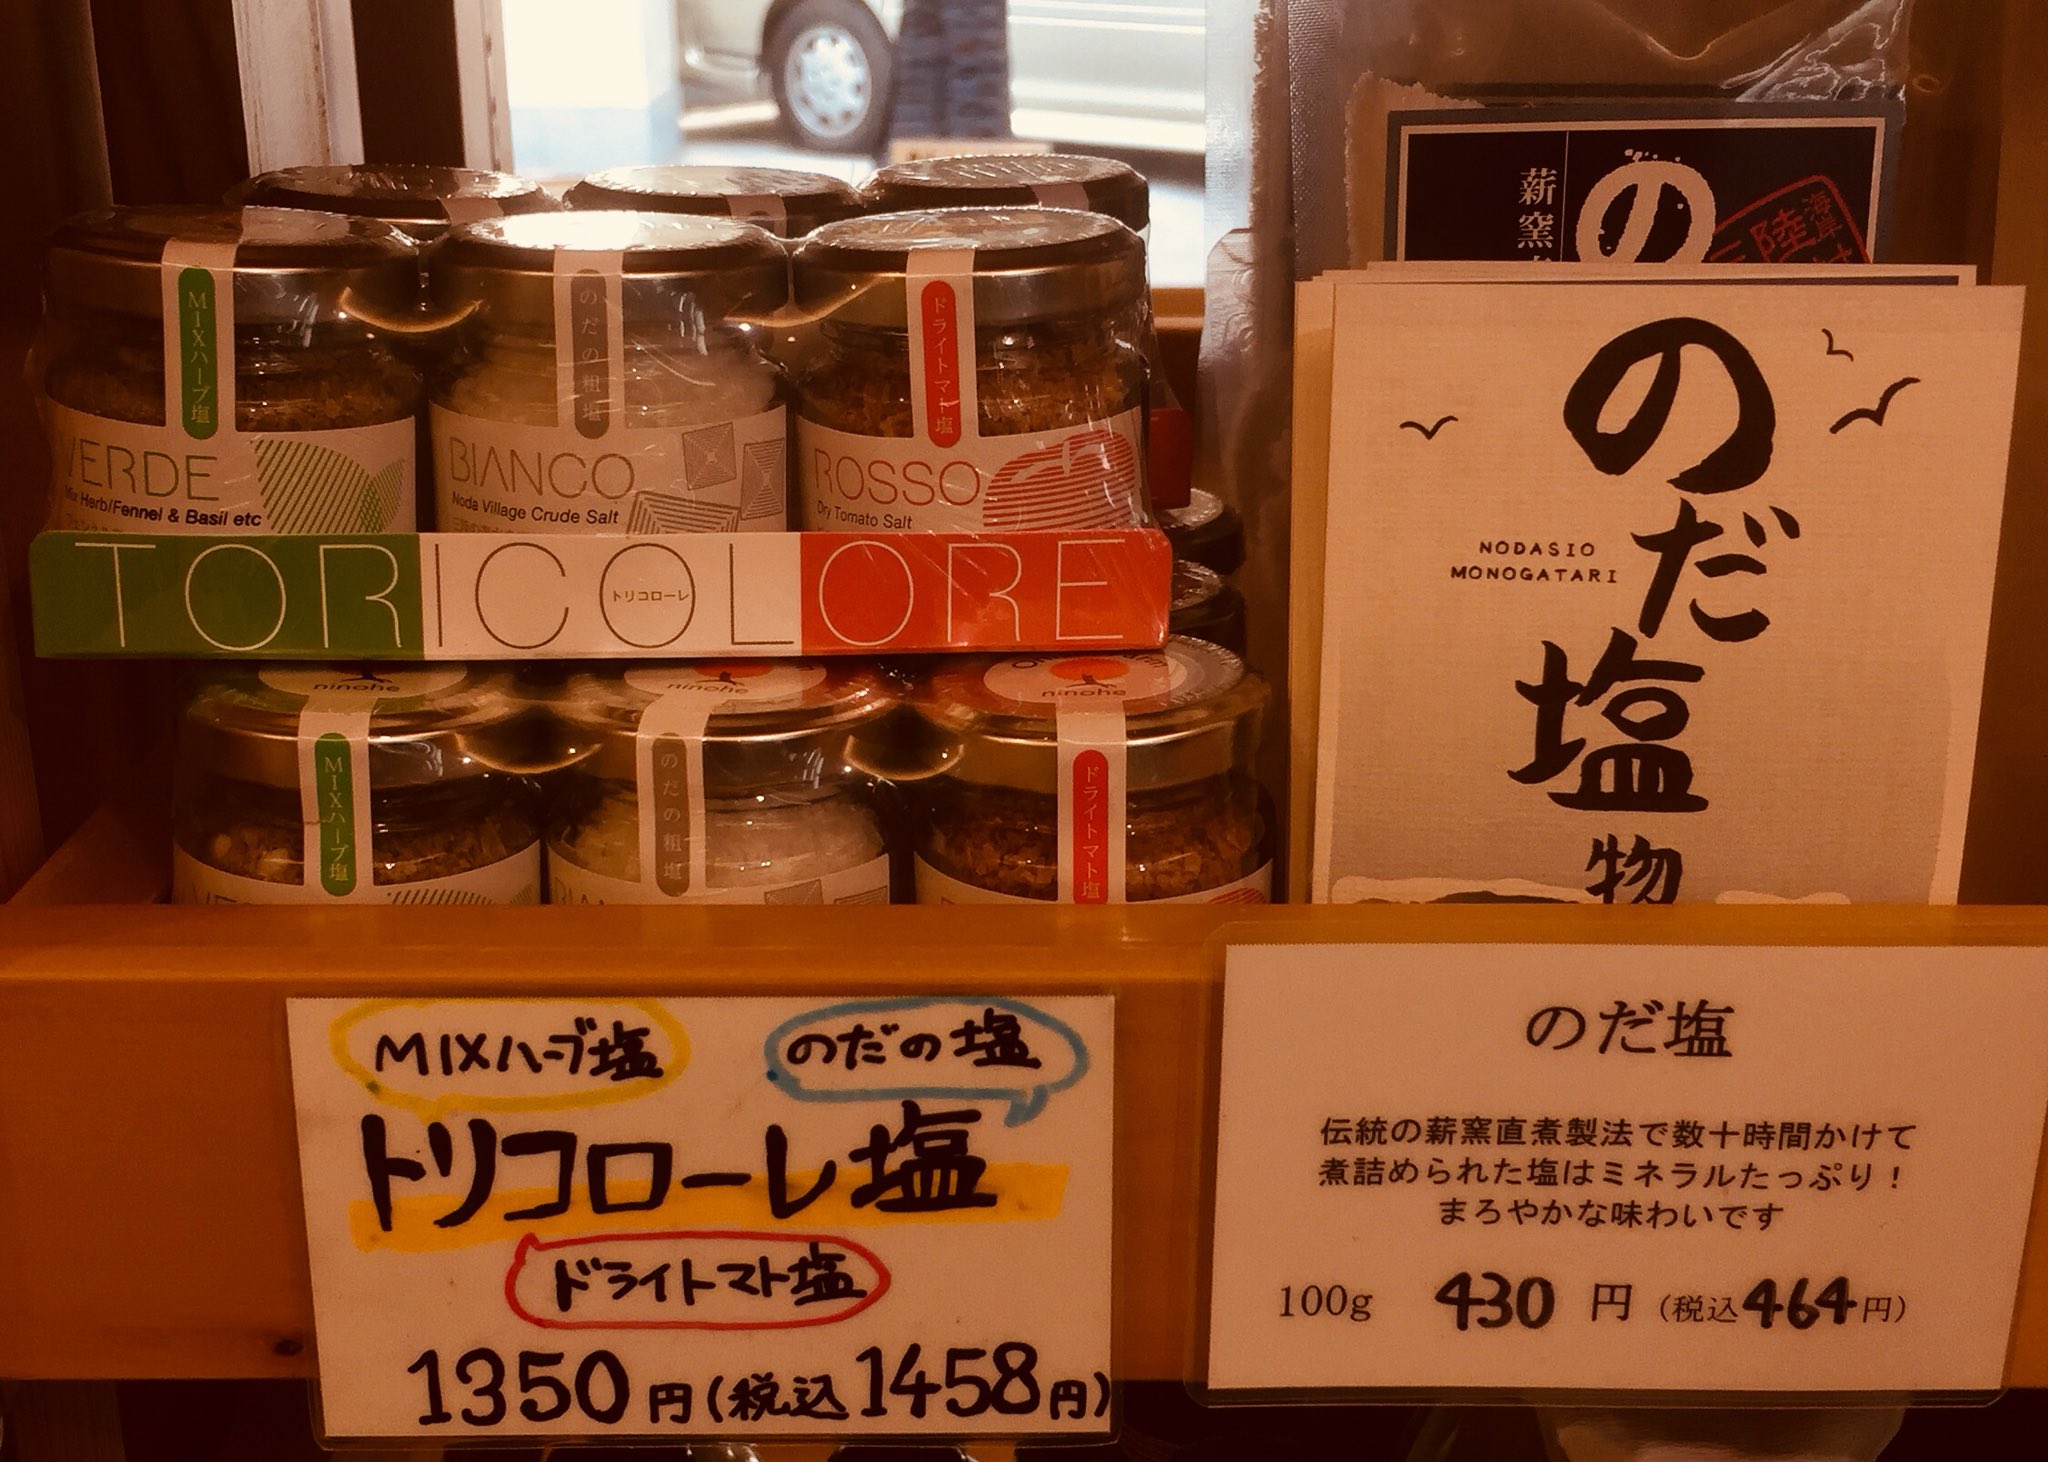 薪窯
の
海岸
三陸
MIXハーブ塩
のだの粗塩
ドライトマト塩
VERDE
Mix Herb/Fennel & Basil etc
BIANCO
Noda Village Crude Salt
ROSSO
Dry Tomato Salt
TORICOLORE
トリコローレ
のだ塩物
NODASIO
MONOGATARI
ninohe
ninohe
ninohe
MIXハーブ塩
のだの粗塩
ドライトマト塩
MIXハーブ塩
のだの塩
トリコローレ塩
ドライトマト塩
1350円(税込1458円)
のだ塩
伝統の薪窯直煮製法で数十時間かけて
煮詰められた塩はミネラルたっぷり！
まろやかな味わいです
100g 430円 (税込464円)